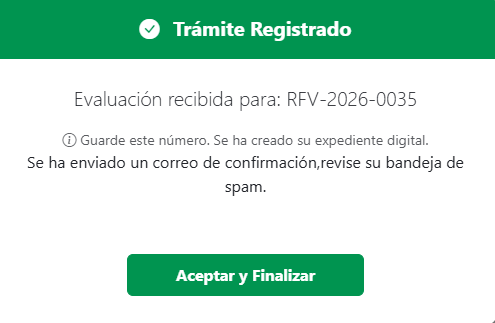 Trámite Registrado
Evaluación recibida para: RFV-2026-0035
Guarde este número. Se ha creado su expediente digital.
Se ha enviado un correo de confirmación,revise su bandeja de
spam.
Aceptar y Finalizar